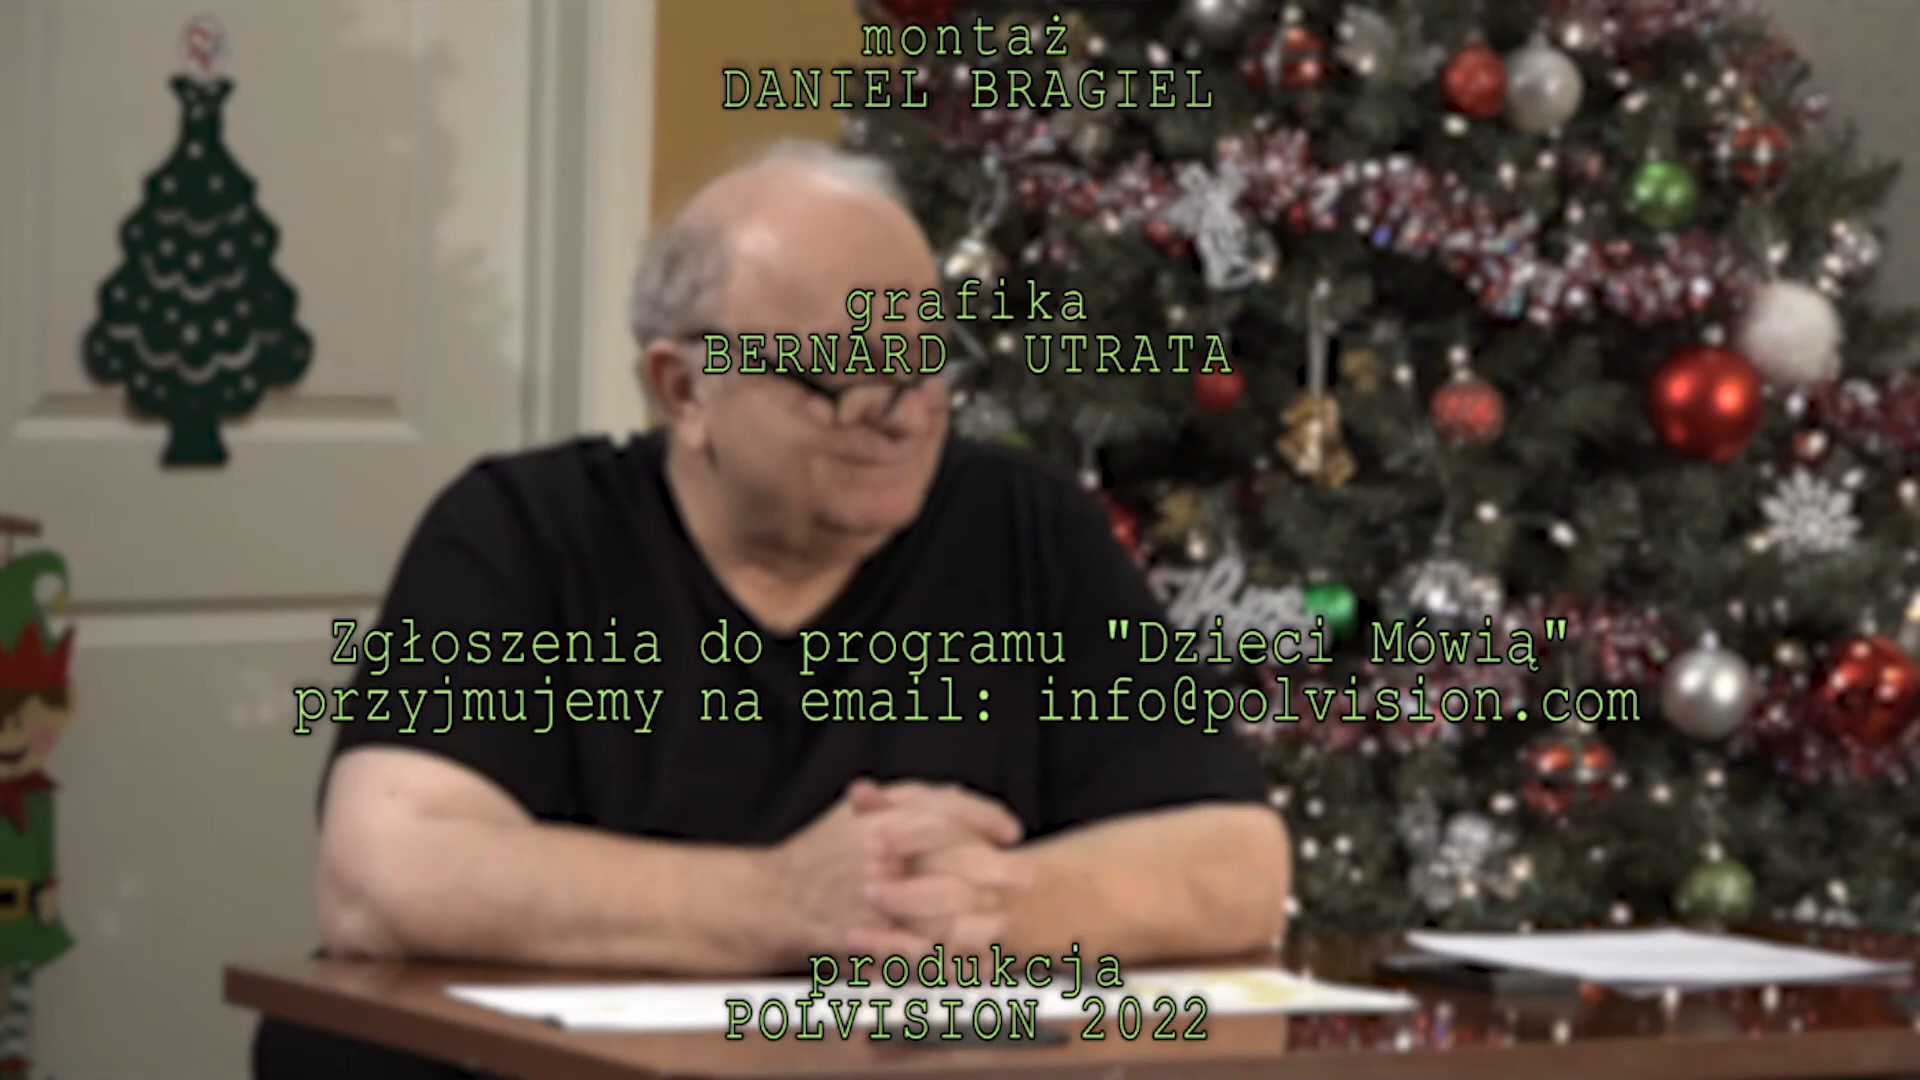 montaż
DANIEL BRAGIEL
grafika
BERNARD UTRATA
Zgłoszenia do programu "Dzieci Mówią"
przyjmujemy na email: info@polvision.com
produkcja
POLVISION 2022